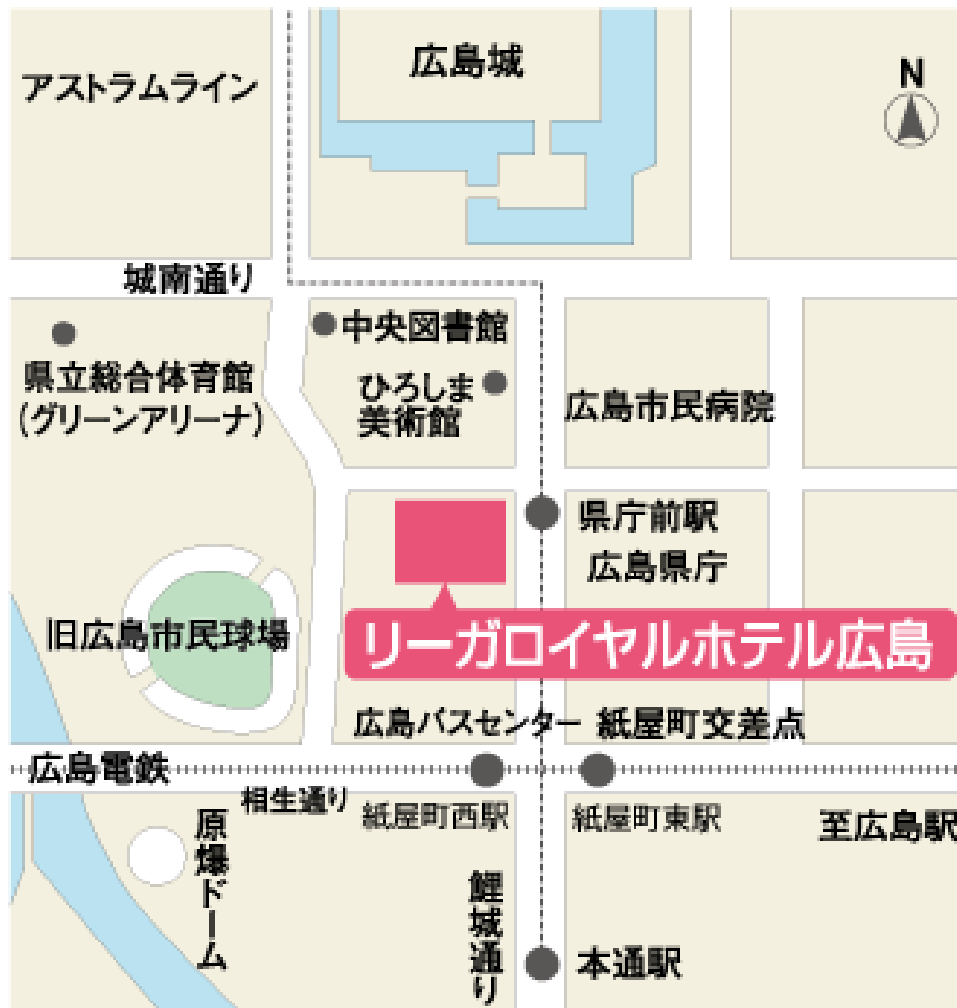 広島城
N
アストラムライン
城南通り
中央図書館
県立総合体育館
(グリーンアリーナ)
ひろしま
美術館
広島市民病院
県庁前駅
広島県庁
旧広島市民球場
リーガロイヤルホテル広島
広島バスセンター
紙屋町交差点
広島電鉄
相生通り
紙屋町西駅
紙屋町東駅
至広島駅
原爆ドーム
鯉城通り
本通駅